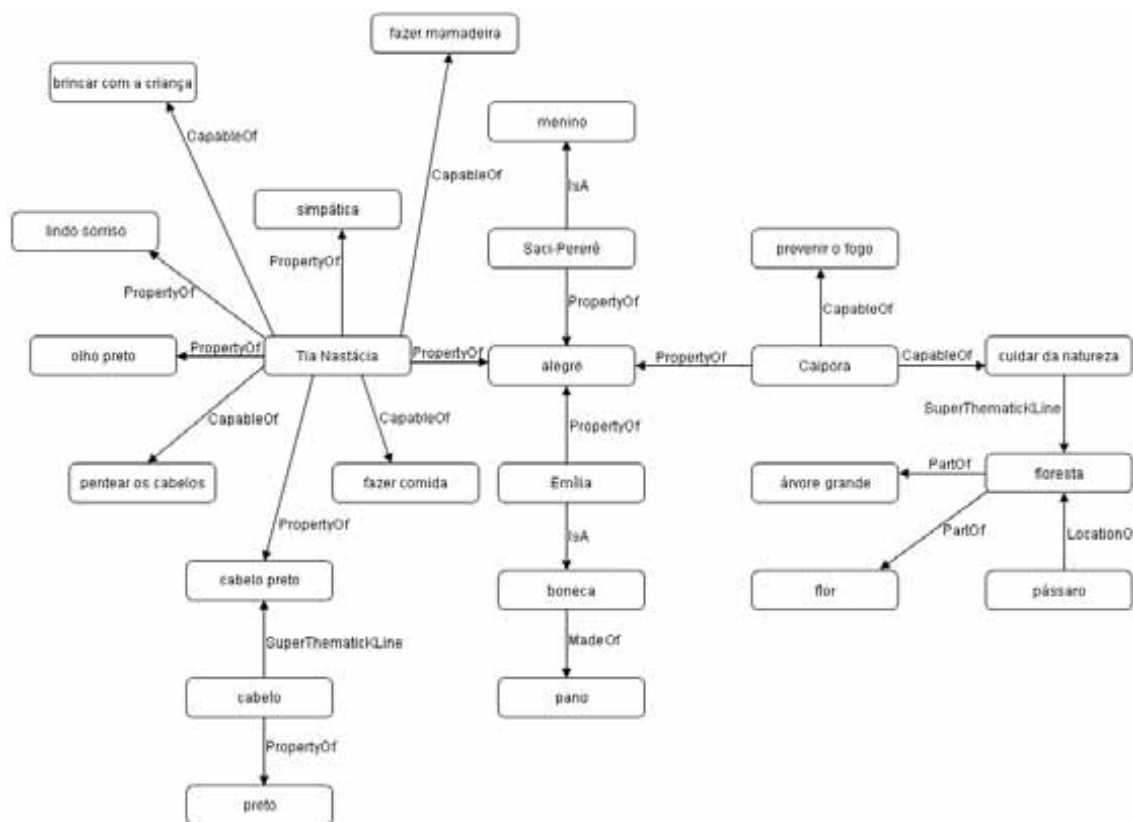 fazer mamadeira
brincar com a criança
CapableOf
menino
CapableOf
IsA
simpática
lindo sorriso
Saci-Pererê
prevenir o fogo
PropertyOf
PropertyOf
PropertyOf
CapableOf
olho preto
PropertyOf
Tia Nastácia
PropertyOf
alegre
PropertyOf
Caipora
CapableOf
cuidar da natureza
CapableOf
CapableOf
PropertyOf
SuperThematicKLine
pentear os cabelos
fazer comida
Emília
árvore grande
PartOf
floresta
PropertyOf
IsA
PartOf
LocationO
cabelo preto
boneca
flor
pássaro
SuperThematicKLine
MadeOf
cabelo
pano
PropertyOf
preto